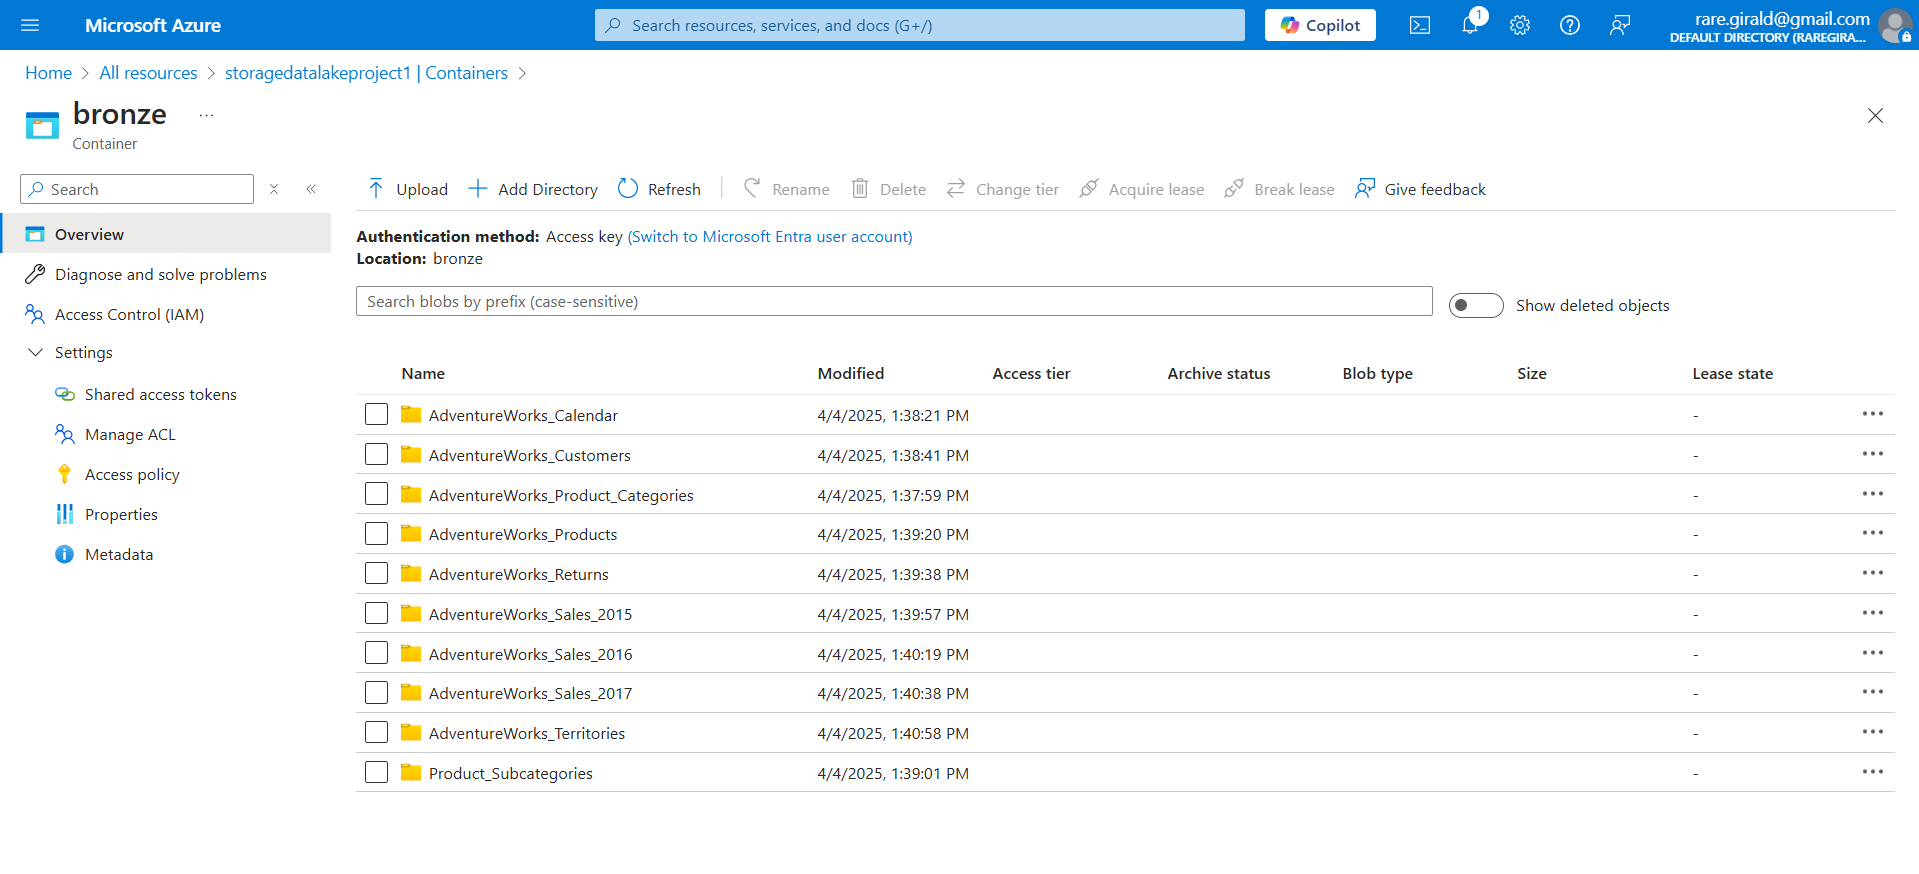 Microsoft Azure
Search resources, services, and docs (G+/)
Copilot
1
rare.girald@gmail.com
DEFAULT DIRECTORY (RAREGIRA...
Home > All resources > storagedatalakeproject1 | Containers >
bronze ...
Container
Search
Overview
Diagnose and solve problems
Access Control (IAM)
Settings
Shared access tokens
Manage ACL
Access policy
Properties
Metadata
Upload Add Directory Refresh Rename Delete Change tier Acquire lease Break lease Give feedback
Authentication method: Access key (Switch to Microsoft Entra user account)
Location: bronze
Search blobs by prefix (case-sensitive)
Show deleted objects
Name Modified Access tier Archive status Blob type Size Lease state
AdventureWorks_Calendar 4/4/2025, 1:38:21 PM -
AdventureWorks_Customers 4/4/2025, 1:38:41 PM -
AdventureWorks_Product_Categories 4/4/2025, 1:37:59 PM -
AdventureWorks_Products 4/4/2025, 1:39:20 PM -
AdventureWorks_Returns 4/4/2025, 1:39:38 PM -
AdventureWorks_Sales_2015 4/4/2025, 1:39:57 PM -
AdventureWorks_Sales_2016 4/4/2025, 1:40:19 PM -
AdventureWorks_Sales_2017 4/4/2025, 1:40:38 PM -
AdventureWorks_Territories 4/4/2025, 1:40:58 PM -
Product_Subcategories 4/4/2025, 1:39:01 PM -